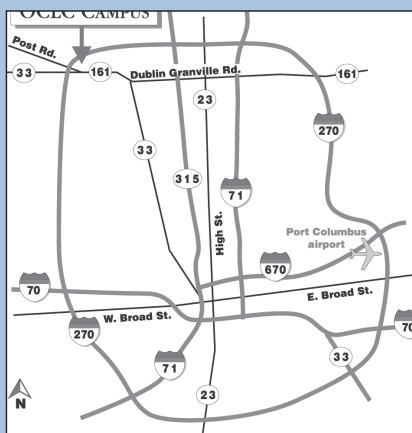 OCLC CAMPUS
Post Rd.
33
161
Dublin Granville Rd.
161
23
270
33
315
71
High St.
Port Columbus
airport
670
70
E. Broad St.
W. Broad St.
270
70
33
71
23
N